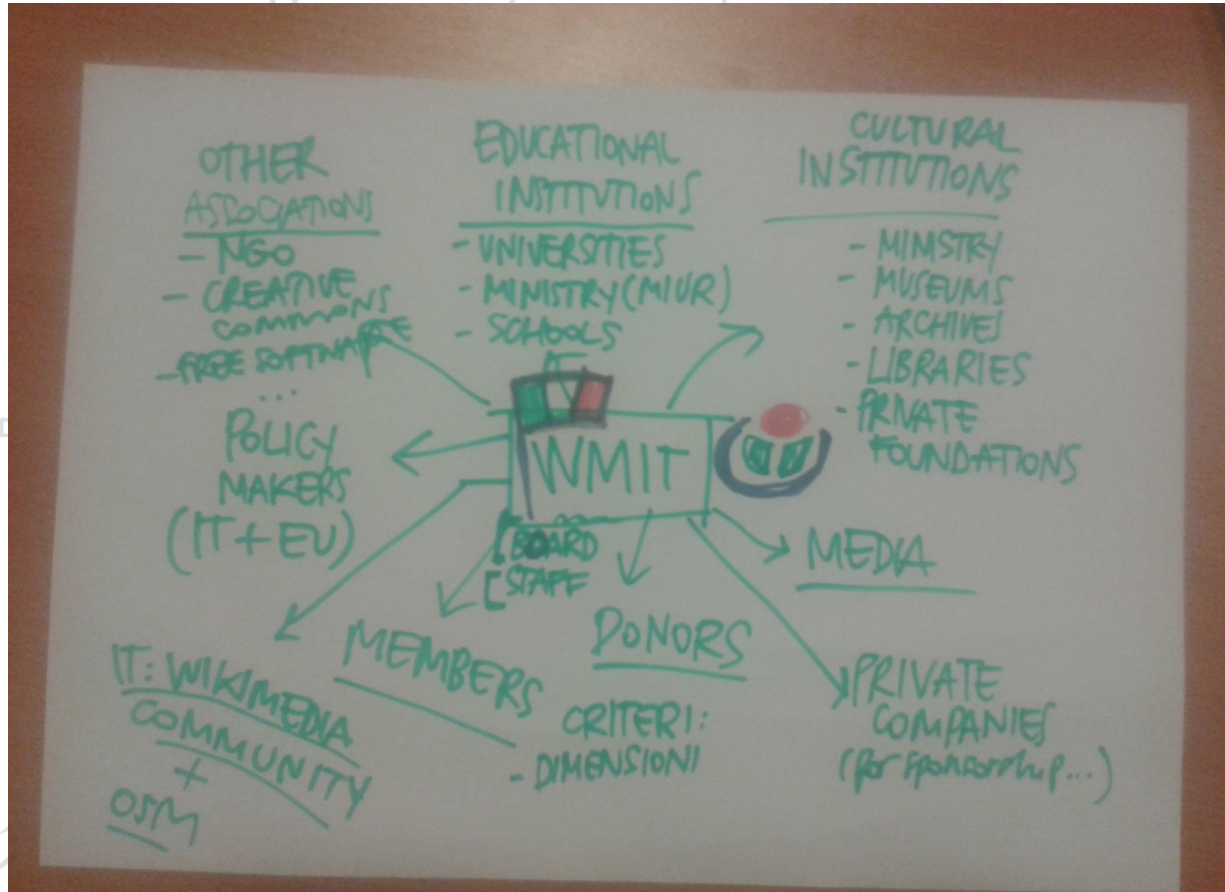 OTHER
ASSOCIATIONS
- NGO
- CREATIVE
COMMONS
- FREE SOFTWARE
...
EDUCATIONAL
INSTITUTIONS
- UNIVERSITIES
- MINISTRY (MIUR)
- SCHOOLS
CULTURAL
INSTITUTIONS
- MINISTRY
- MUSEUMS
- ARCHIVES
- LIBRARIES
- PRIVATE
FOUNDATIONS
POLICY
MAKERS
(IT + EU)
WMIT
[BOARD
[STAFF
MEDIA
IT: WIKIMEDIA
COMMUNITY
+
OSM
MEMBERS
DONORS
CRITERI:
- DIMENSIONI
PRIVATE
COMPANIES
(for sponsorship...)